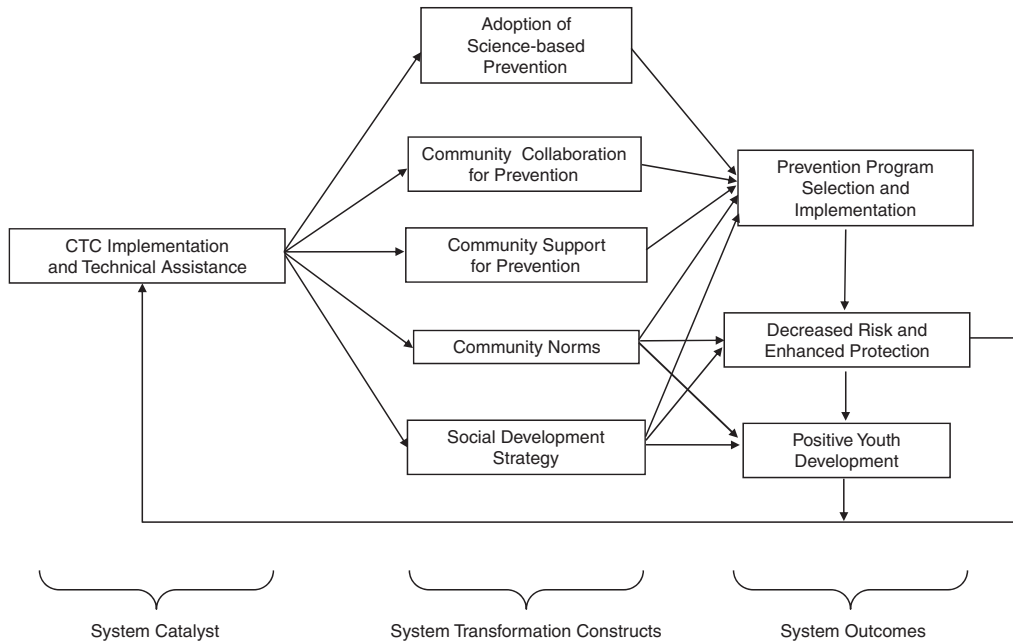 Adoption of
Science-based
Prevention
Community Collaboration
for Prevention
Prevention Program
Selection and
Implementation
CTC Implementation
and Technical Assistance
Community Support
for Prevention
Community Norms
Decreased Risk and
Enhanced Protection
Social Development
Strategy
Positive Youth
Development
System Catalyst
System Transformation Constructs
System Outcomes